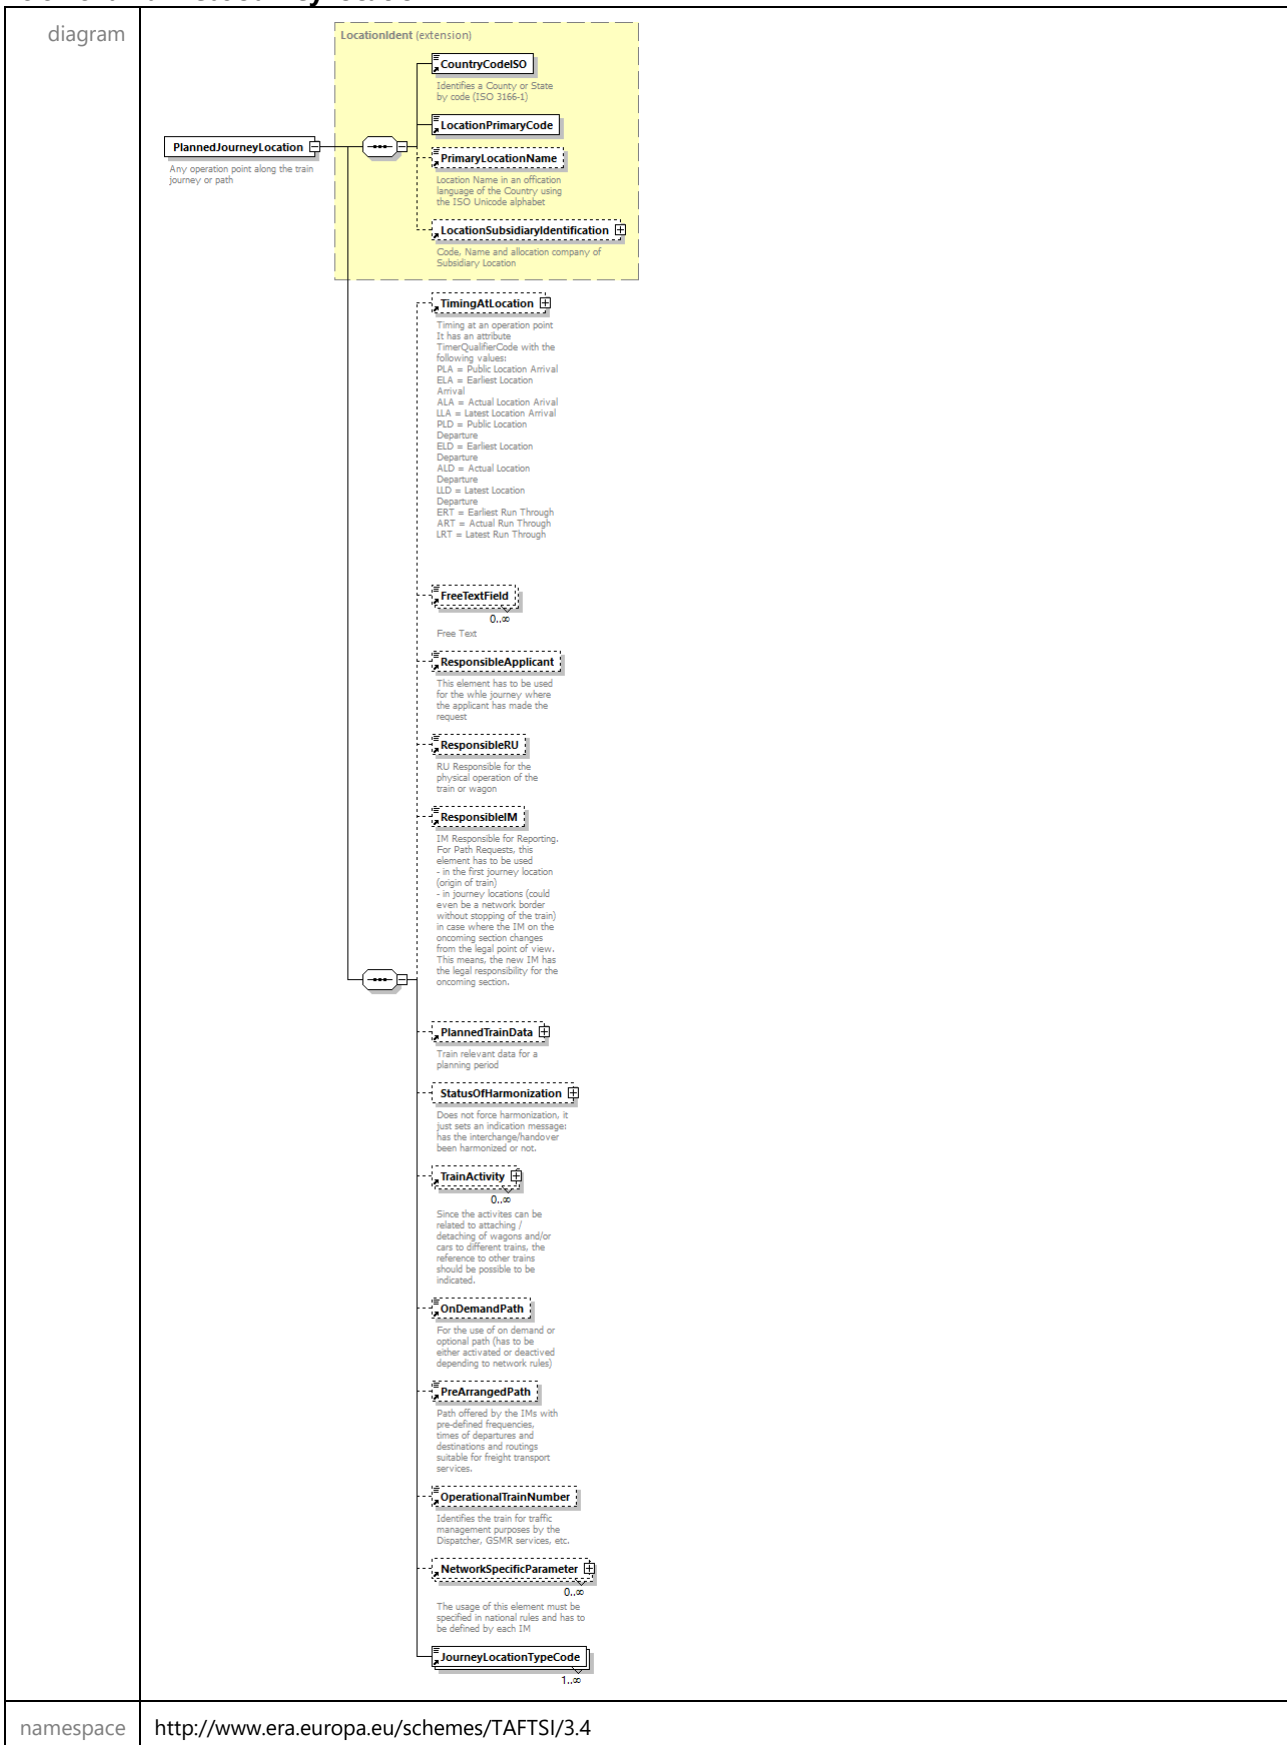 diagram
LocationIdent (extension)
CountryCodeISO
Identifies a County or State
by code (ISO 3166-1)
LocationPrimaryCode
PlannedJourneyLocation
Any operation point along the train
journey or path
PrimaryLocationName
Location Name in an offication
language of the Country using
the ISO Unicode alphabet
LocationSubsidiaryIdentification
Code, Name and allocation company of
Subsidiary Location
TimingAtLocation
Timing at an operation point
It has an attribute
TimerQualifierCode with the
following values:
PLA = Public Location Arrival
ELA = Earliest Location
Arrival
ALA = Actual Location Arival
LLA = Latest Location Arrival
PLD = Public Location
Departure
ELD = Earliest Location
Departure
ALD = Actual Location
Departure
LLD = Latest Location
Departure
ERT = Earliest Run Through
ART = Actual Run Through
LRT = Latest Run Through
FreeTextField
0..∞
Free Text
ResponsibleApplicant
This element has to be used
for the whle journey where
the applicant has made the
request
ResponsibleRU
RU Responsible for the
physical operation of the
train or wagon
ResponsibleIM
IM Responsible for Reporting.
For Path Requests, this
element has to be used
- in the first journey location
(origin of train)
- in journey locations (could
even be a network border
without stopping of the train)
in case where the IM on the
oncoming section changes
from the legal point of view.
This means, the new IM has
the legal responsibility for the
oncoming section.
PlannedTrainData
Train relevant data for a
planning period
StatusOfHarmonization
Does not force harmonization, it
just sets an indication message:
has the interchange/handover
been harmonized or not.
TrainActivity
0..∞
Since the activites can be
related to attaching /
detaching of wagons and/or
cars to different trains, the
reference to other trains
should be possible to be
indicated.
OnDemandPath
For the use of on demand or
optional path (has to be
either activated or deactived
depending to network rules)
PreArrangedPath
Path offered by the IMs with
pre-defined frequencies,
times of departures and
destinations and routings
suitable for freight transport
services.
OperationalTrainNumber
Identifies the train for traffic
management purposes by the
Dispatcher, GSMR services, etc.
NetworkSpecificParameter
0..∞
The usage of this element must be
specified in national rules and has to
be defined by each IM
JourneyLocationTypeCode
1..∞
namespace
http://www.era.europa.eu/schemes/TAFTSI/3.4